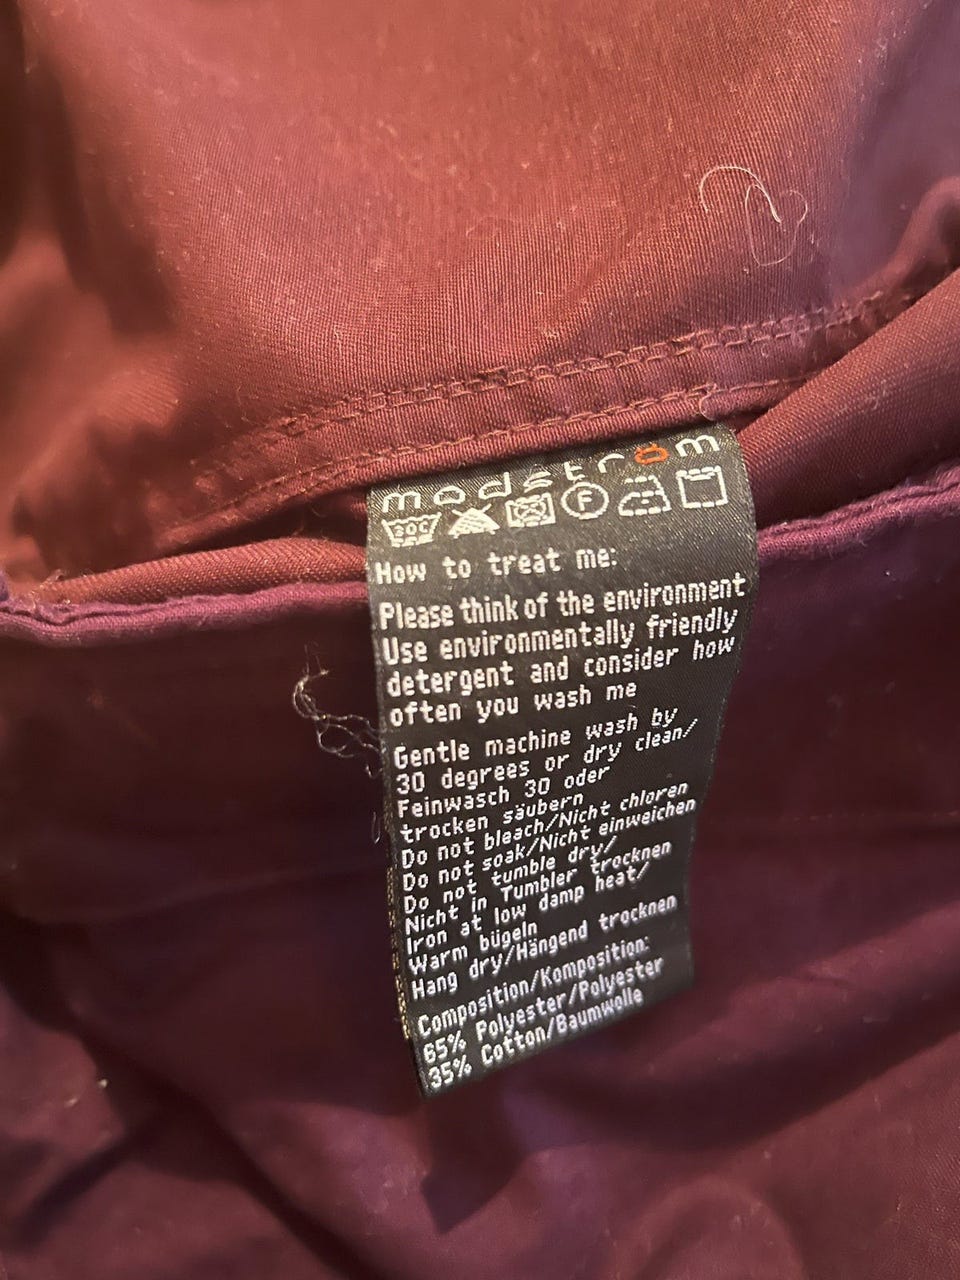 modström
30C F
How to treat me:
Please think of the environment
Use environmentally friendly
detergent and consider how
often you wash me
Gentle machine wash by
30 degrees or dry clean/
Feinwasch 30 oder
trocken säubern
Do not bleach/Nicht chloren
Do not soak/Nicht einweichen
Do not tumble dry/
Nicht in Tumbler trocknen
Iron at low damp heat/
Warm bügeln
Hang dry/Hängend trocknen
Composition/Komposition:
65% Polyester/Polyester
35% Cotton/Baumwolle